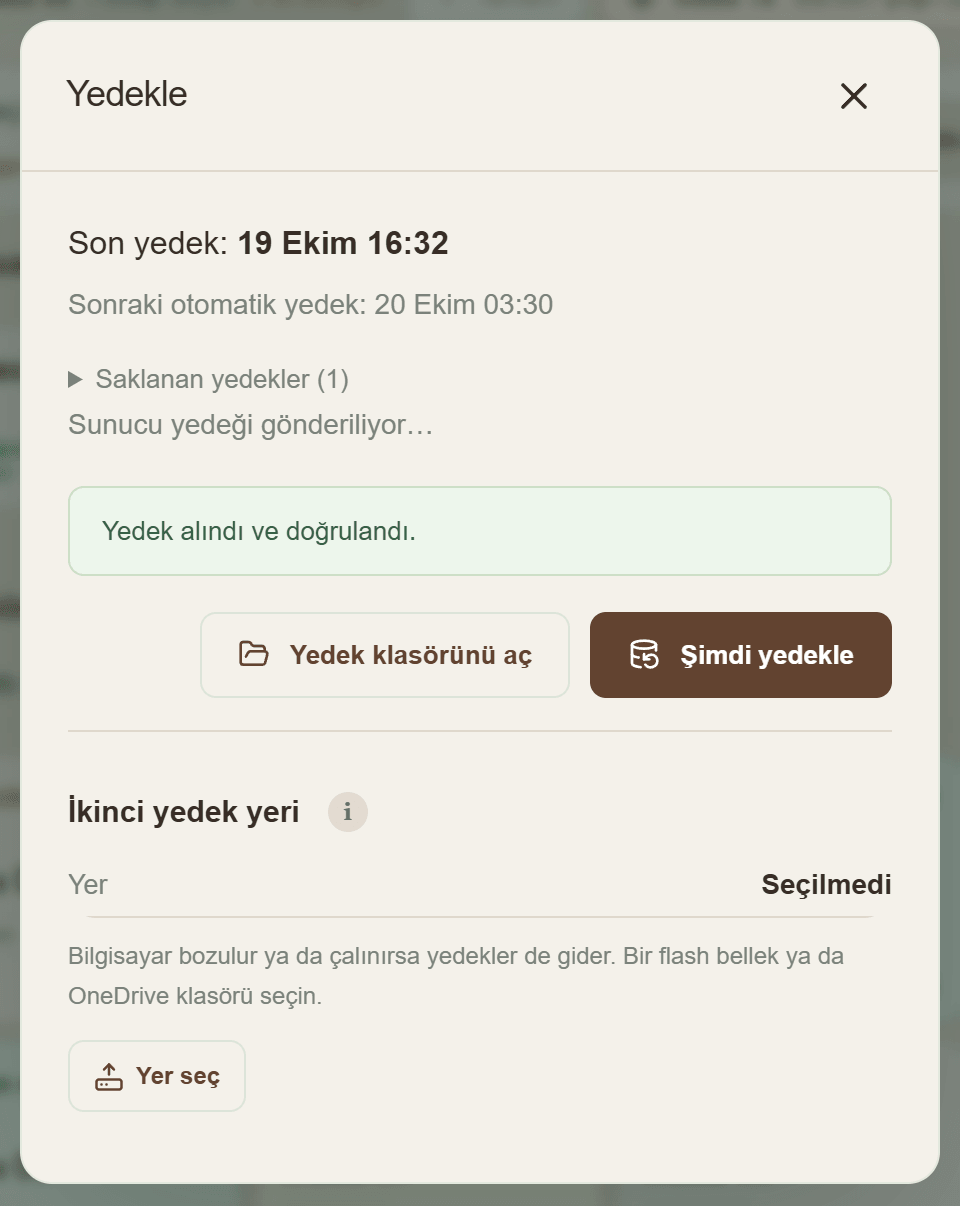 Yedekle
Son yedek: 19 Ekim 16:32
Sonraki otomatik yedek: 20 Ekim 03:30
Saklanan yedekler (1)
Sunucu yedeği gönderiliyor…
Yedek alındı ve doğrulandı.
Yedek klasörünü aç
Şimdi yedekle
İkinci yedek yeri i
Yer Seçilmedi
Bilgisayar bozulur ya da çalınırsa yedekler de gider. Bir flash bellek ya da
OneDrive klasörü seçin.
Yer seç